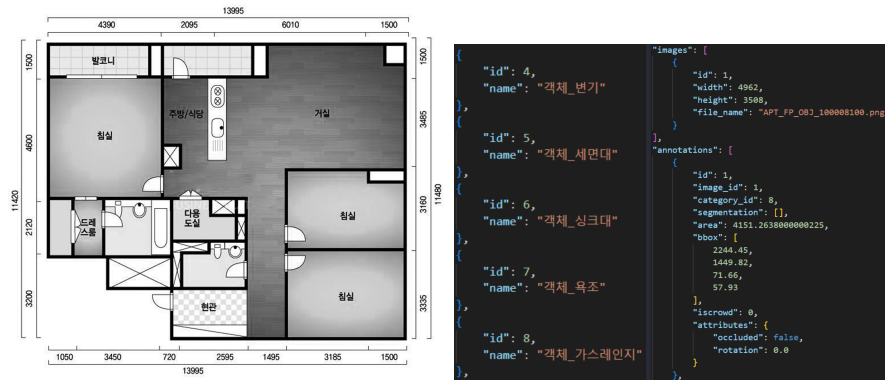 13995
4390 2095 6010 1500
1500
4600
2120
3200
11420
발코니
침실
주방/식당
거실
드레
스룸
다용
도실
침실
침실
현관
1500
3485
3160
3335
11480
1050 3450 720 2595 1495 3185 1500
13995
{
"id": 4,
"name": "객체_변기"
},
{
"id": 5,
"name": "객체_세면대"
},
{
"id": 6,
"name": "객체_싱크대"
},
{
"id": 7,
"name": "객체_욕조"
},
{
"id": 8,
"name": "객체_가스레인지"
},
"images": [
{
"id": 1,
"width": 4962,
"height": 3508,
"file_name": "APT_FP_OBJ_100008100.png
}
],
"annotations": [
{
"id": 1,
"image_id": 1,
"category_id": 8,
"segmentation": [],
"area": 4151.2638000000225,
"bbox": [
2244.45,
1449.82,
71.66,
57.93
],
"iscrowd": 0,
"attributes": {
"occluded": false,
"rotation": 0.0
}
},